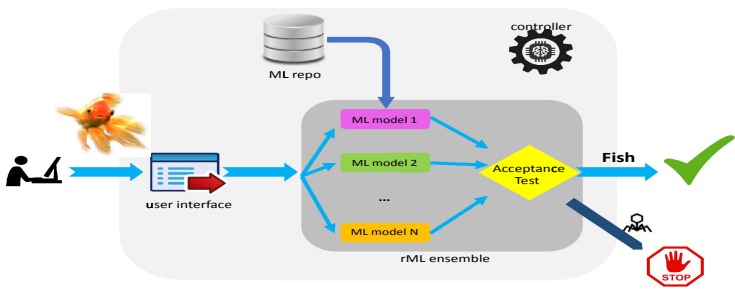 controller
ML repo
ML model 1
ML model 2
...
ML model N
Acceptance
Test
Fish
user interface
rML ensemble
STOP